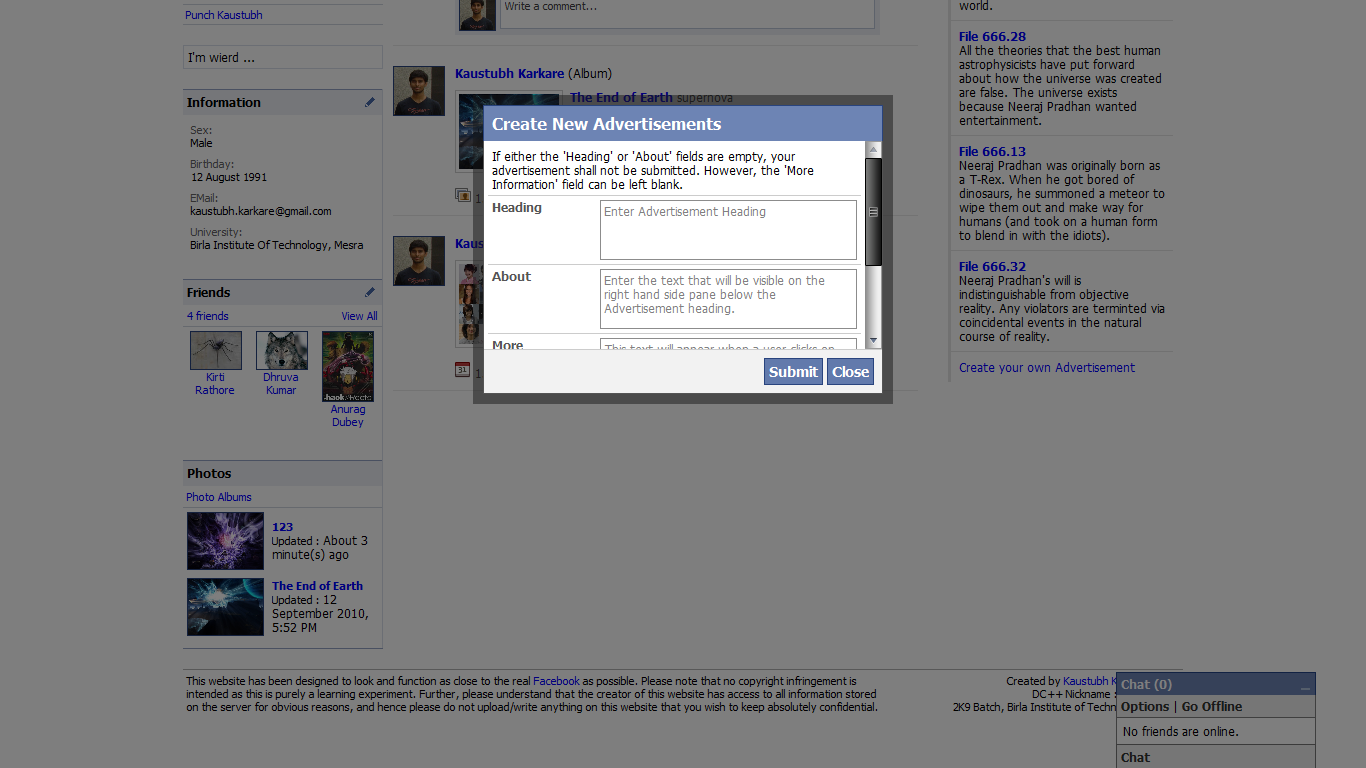 Punch Kaustubh
I'm wierd ...
Information
Sex:
Male
Birthday:
12 August 1991
EMail:
kaustubh.karkare@gmail.com
University:
Birla Institute Of Technology, Mesra
Friends
4 friends View All
Kirti
Rathore
Dhruva
Kumar
Anurag
Dubey
Photos
Photo Albums
123
Updated : About 3
minute(s) ago
The End of Earth
Updated : 12
September 2010,
5:52 PM
Write a comment...
Kaustubh Karkare (Album)
The End of Earth supernova
1
Kaus
31 1
Create New Advertisements
If either the 'Heading' or 'About' fields are empty, your
advertisement shall not be submitted. However, the 'More
Information' field can be left blank.
Heading
Enter Advertisement Heading
About
Enter the text that will be visible on the
right hand side pane below the
Advertisement heading.
More
This text will appear when a user clicks on
Submit Close
world.
File 666.28
All the theories that the best human
astrophysicists have put forward
about how the universe was created
are false. The universe exists
because Neeraj Pradhan wanted
entertainment.
File 666.13
Neeraj Pradhan was originally born as
a T-Rex. When he got bored of
dinosaurs, he summoned a meteor to
wipe them out and make way for
humans (and took on a human form
to blend in with the idiots).
File 666.32
Neeraj Pradhan's will is
indistinguishable from objective
reality. Any violators are terminted via
coincidental events in the natural
course of reality.
Create your own Advertisement
This website has been designed to look and function as close to the real Facebook as possible. Please note that no copyright infringement is
intended as this is purely a learning experiment. Further, please understand that the creator of this website has access to all information stored
on the server for obvious reasons, and hence please do not upload/write anything on this website that you wish to keep absolutely confidential.
Created by Kaustubh K
DC++ Nickname :
2K9 Batch, Birla Institute of Techn
Chat (0) _
Options | Go Offline
No friends are online.
Chat